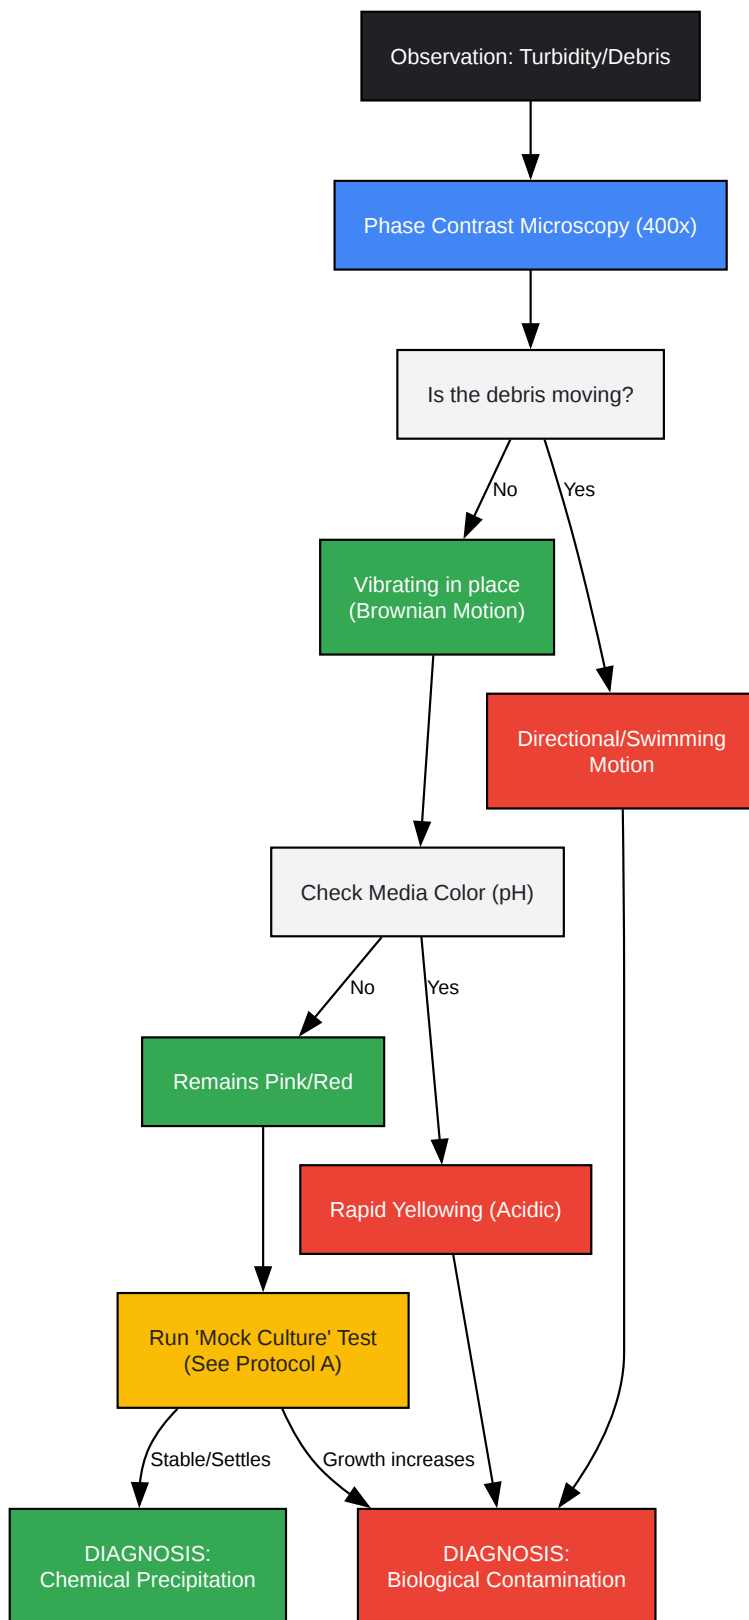 Observation: Turbidity/Debris
Phase Contrast Microscopy (400x)
Is the debris moving?
No
Yes
Vibrating in place
(Brownian Motion)
Directional/Swimming
Motion
Check Media Color (pH)
No
Yes
Remains Pink/Red
Rapid Yellowing (Acidic)
Run 'Mock Culture' Test
(See Protocol A)
Stable/Settles
Growth increases
DIAGNOSIS:
Chemical Precipitation
DIAGNOSIS:
Biological Contamination